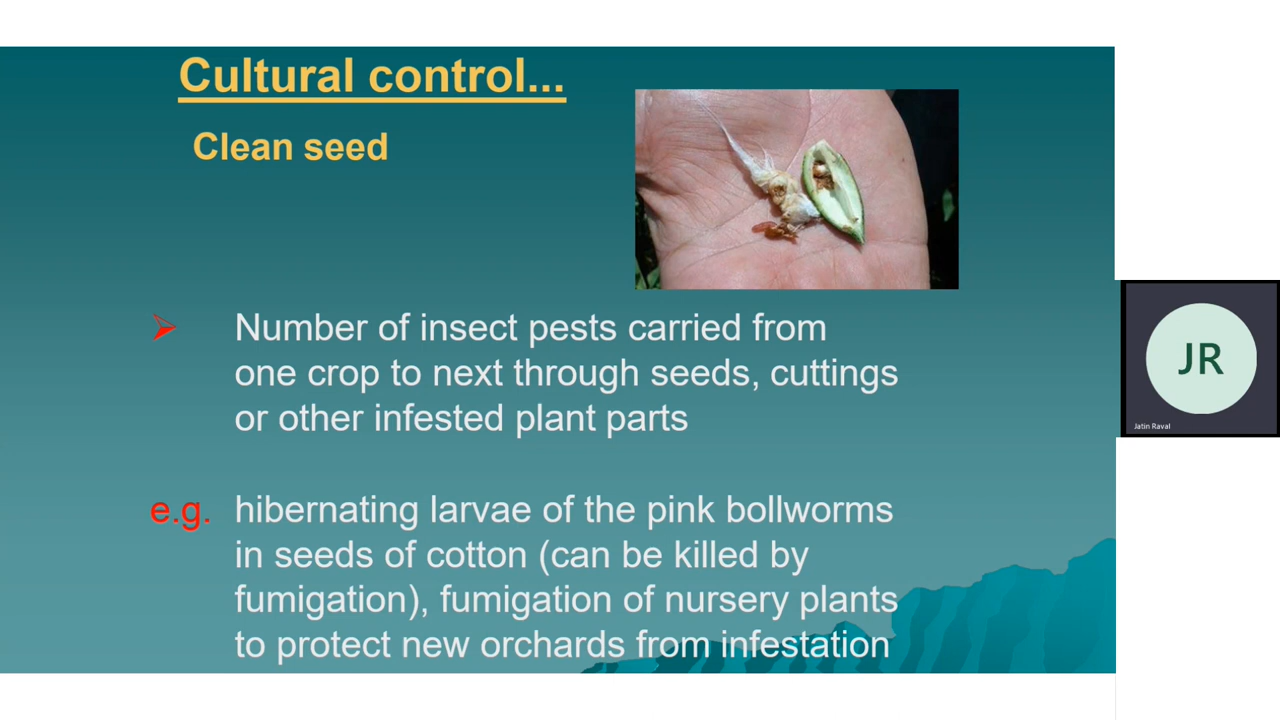 Cultural control...
Clean seed
Number of insect pests carried from
one crop to next through seeds, cuttings
or other infested plant parts
e.g. hibernating larvae of the pink bollworms
in seeds of cotton (can be killed by
fumigation), fumigation of nursery plants
to protect new orchards from infestation
JR
Jatin Raval